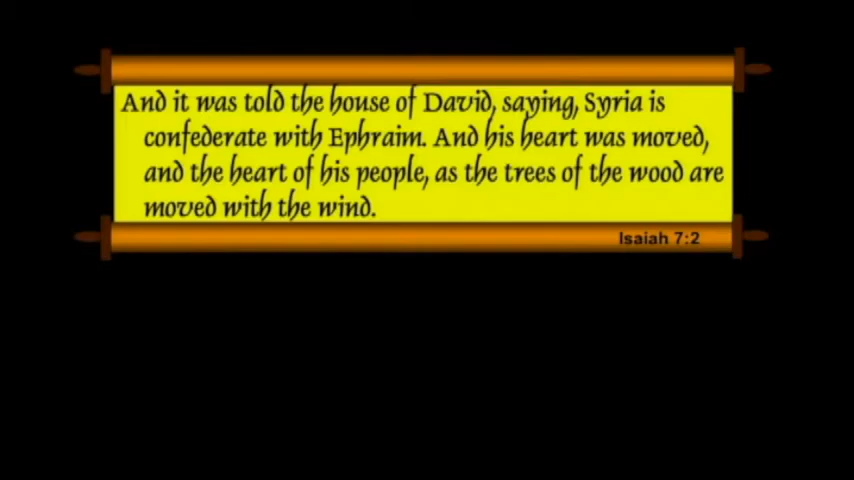 And it was told the house of David, saying, Syria is
confederate with Ephraim. And his heart was moved,
and the heart of his people, as the trees of the wood are
moved with the wind.
Isaiah 7:2